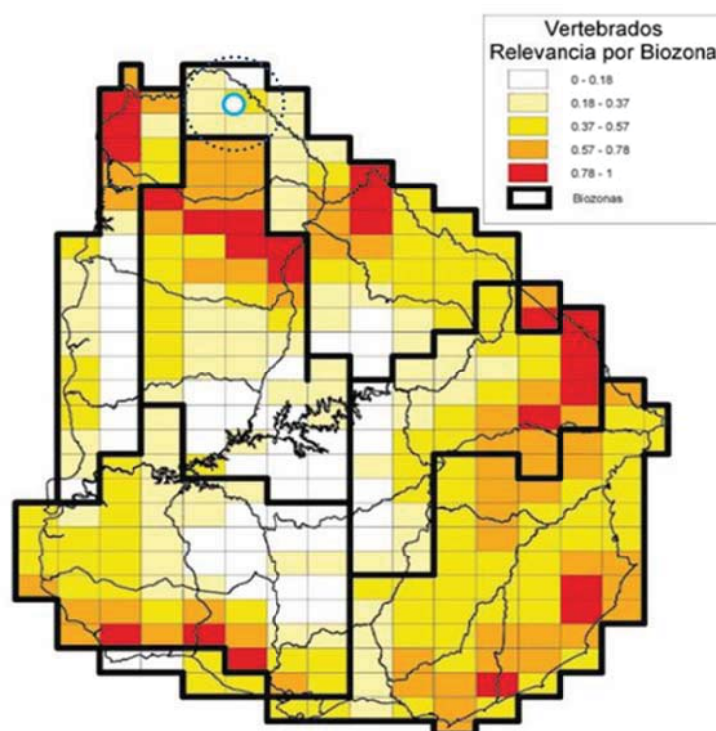 Vertebrados
Relevancia por Biozona
0 - 0.18
0.18 - 0.37
0.37 - 0.57
0.57 - 0.78
0.78 - 1
Biozonas